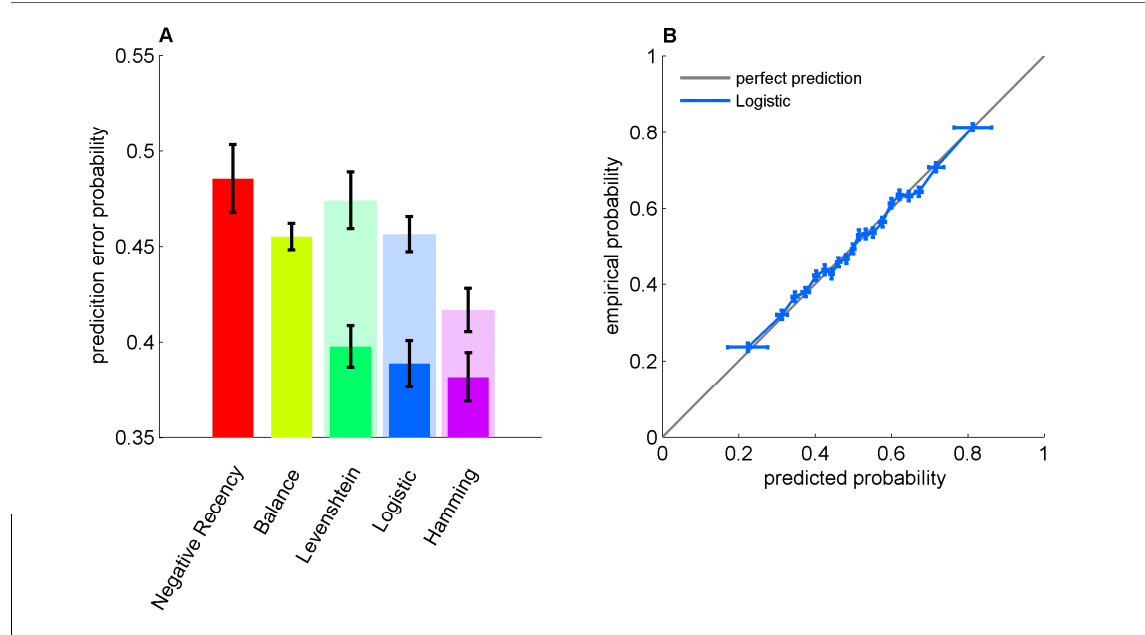 A
0.55
0.5
0.45
0.4
0.35
predicition error probability
Negative Recency
Balance
Levenshtein
Logistic
Hamming
B
1
0.8
0.6
0.4
0.2
0
empirical probability
perfect prediction
Logistic
0
0.2
0.4
0.6
0.8
1
predicted probability